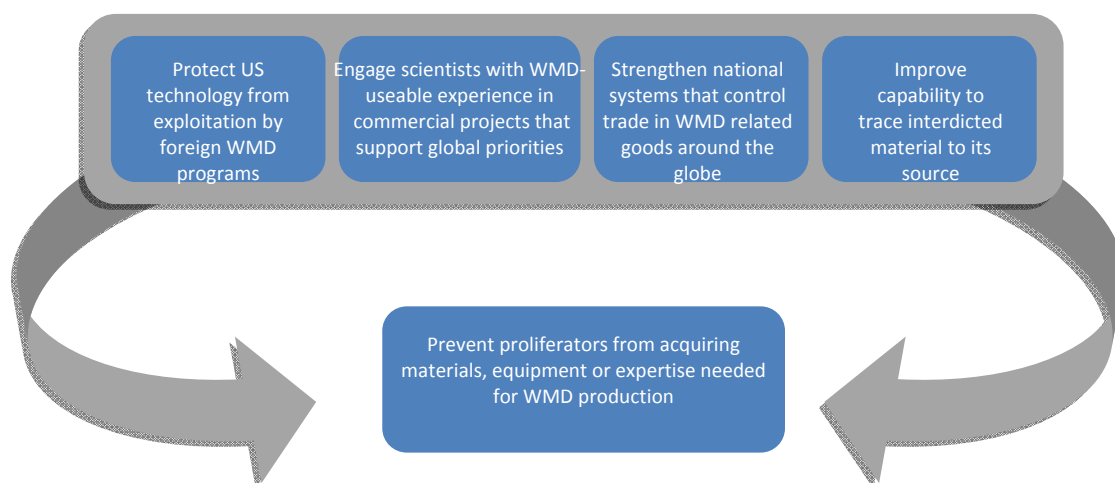 Protect US
technology from
exploitation by
foreign WMD
programs
Engage scientists with WMD-
useable experience in
commercial projects that
support global priorities
Strengthen national
systems that control
trade in WMD related
goods around the
globe
Improve
capability to
trace interdicted
material to its
source
Prevent proliferators from acquiring
materials, equipment or expertise needed
for WMD production